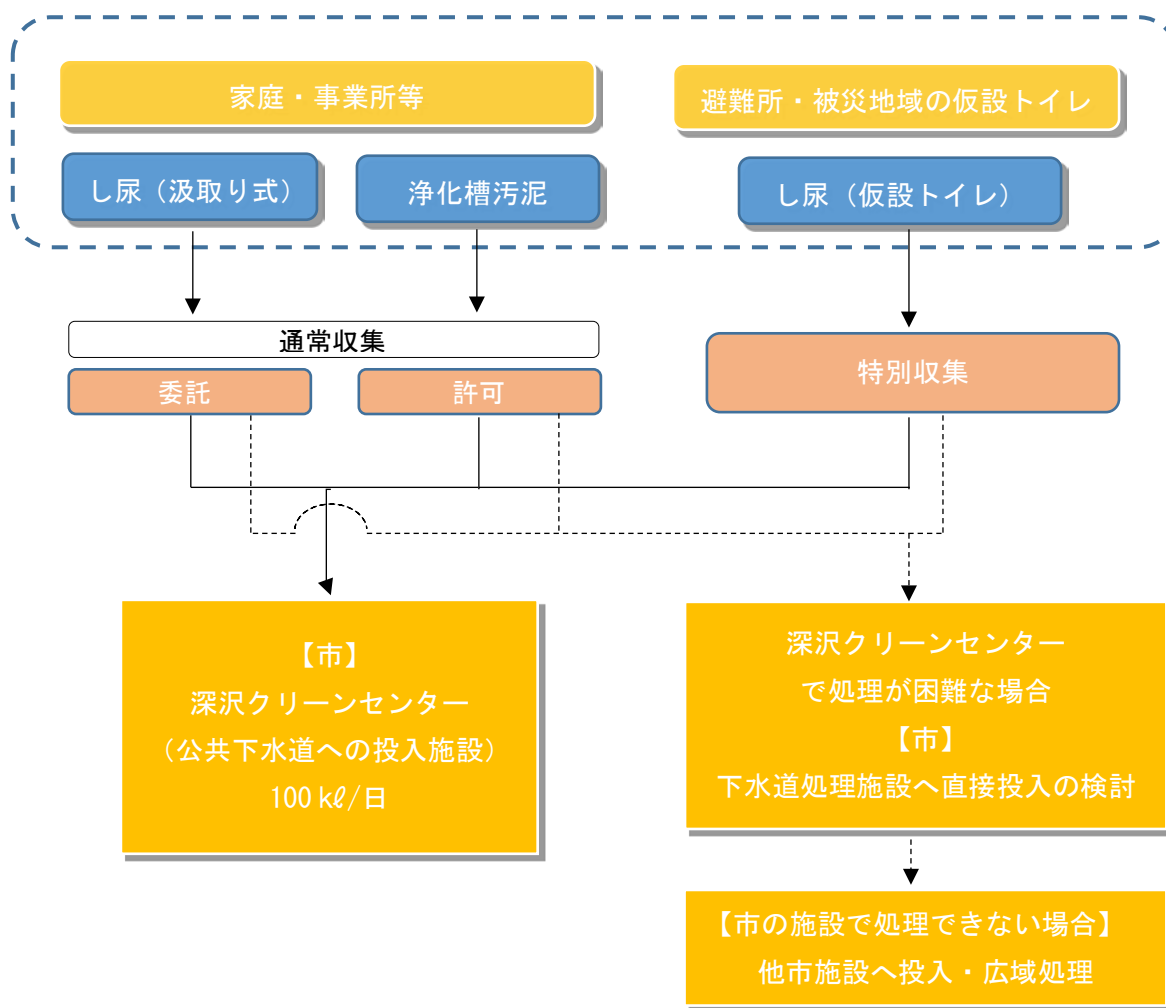 家庭・事業所等
避難所・被災地域の仮設トイレ
し尿（汲取り式）
浄化槽汚泥
し尿（仮設トイレ）
通常収集
委託
許可
特別収集
【市】
深沢クリーンセンター
（公共下水道への投入施設）
100 kℓ/日
深沢クリーンセンター
で処理が困難な場合
【市】
下水道処理施設へ直接投入の検討
【市の施設で処理できない場合】
他市施設へ投入・広域処理